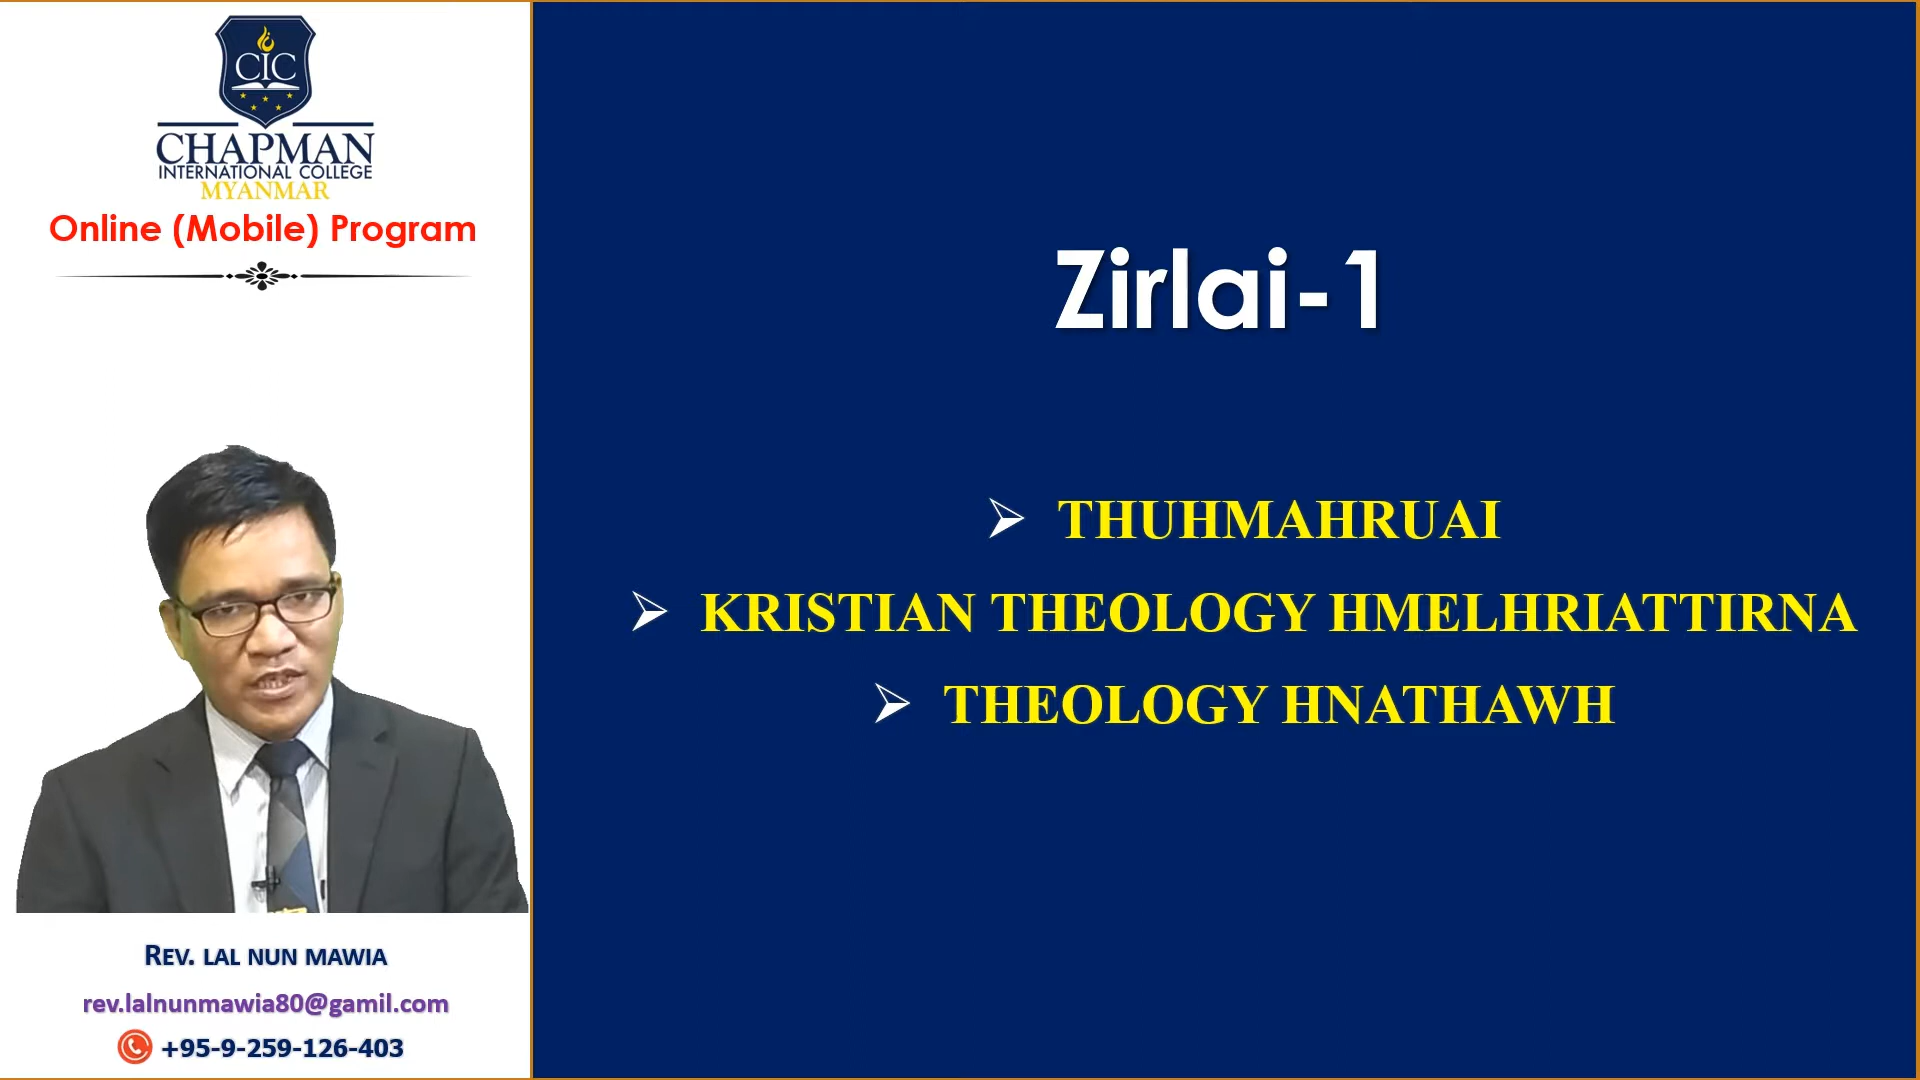 CIC
CHAPMAN
INTERNATIONAL COLLEGE
MYANMAR
Online (Mobile) Program
REV. LAL NUN MAWIA
rev.lalnunmawia80@gamil.com
+95-9-259-126-403
Zirlai-1
THUHMAHRUAI
KRISTIAN THEOLOGY HMELHRIATTIRNA
THEOLOGY HNATHAWH